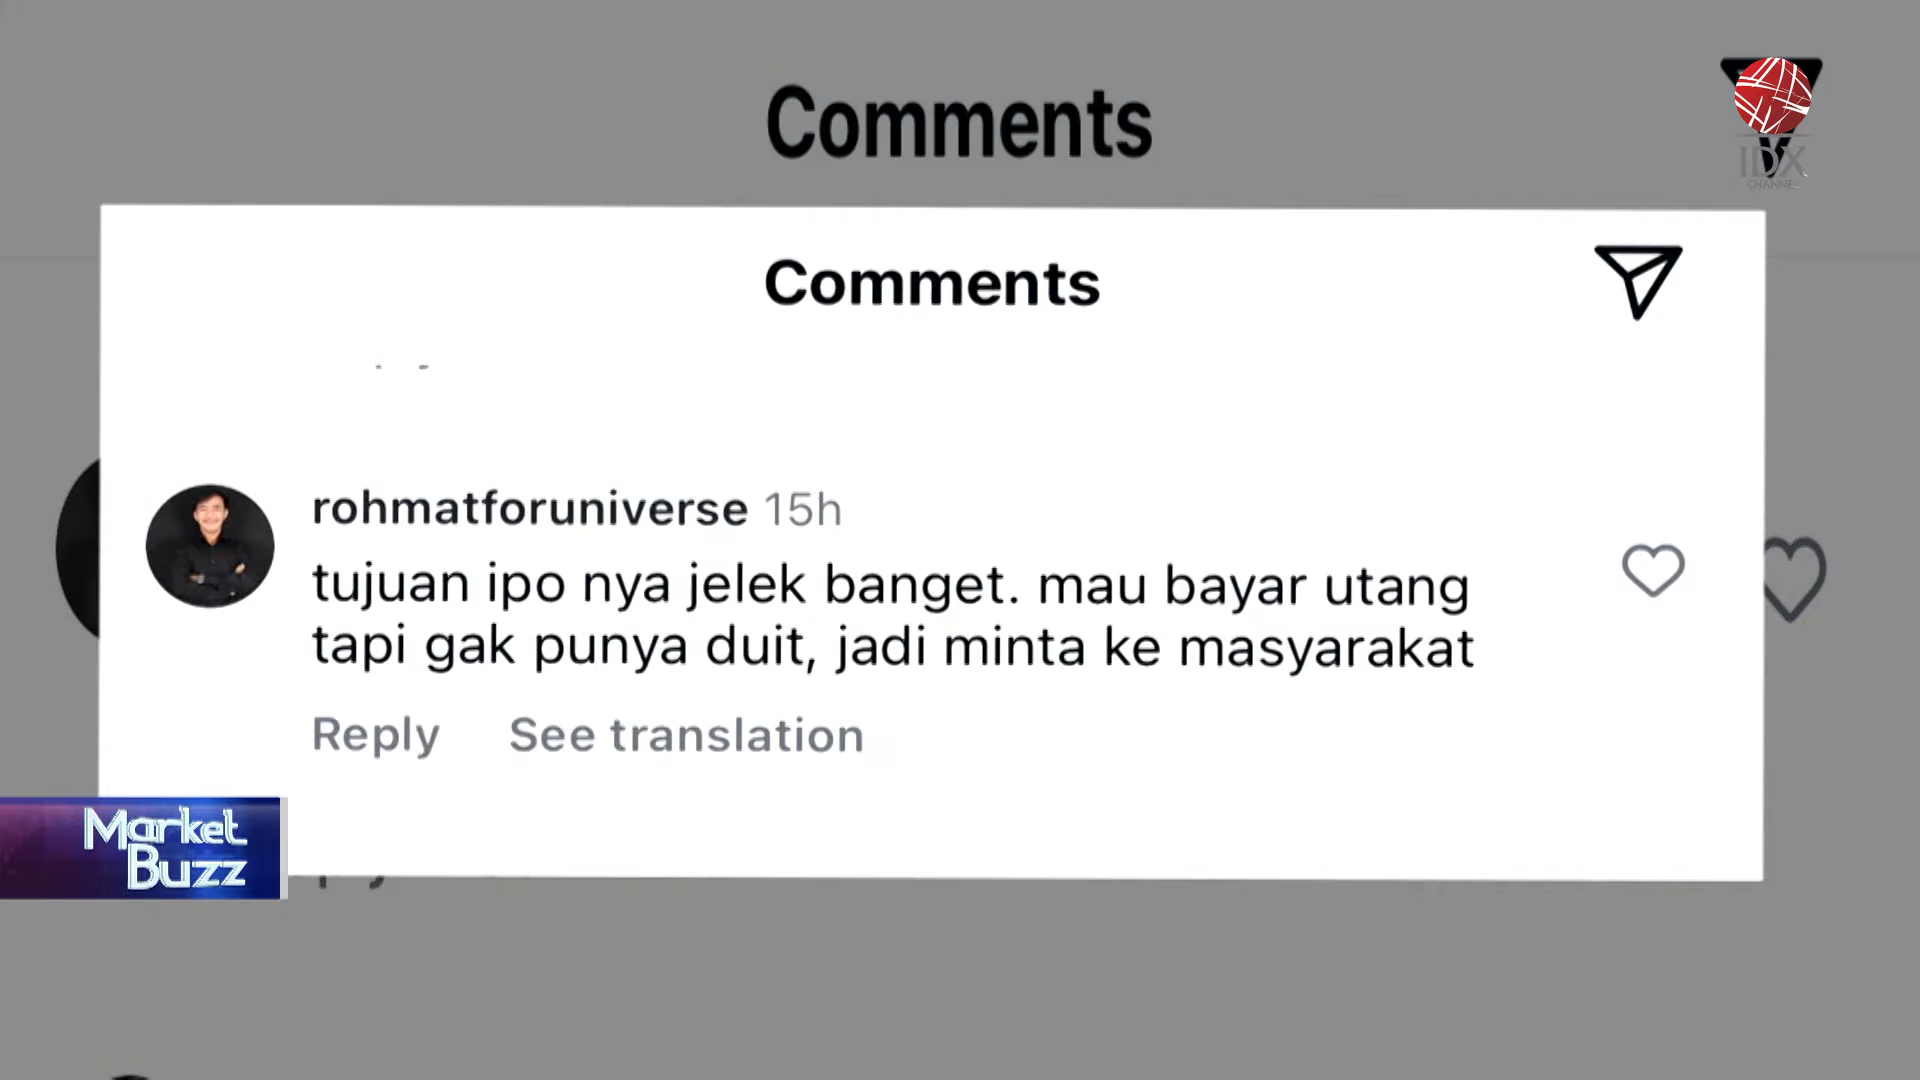 Comments
IDX
CHANNEL
Comments
rohmatforuniverse 15h
tujuan ipo nya jelek banget. mau bayar utang
tapi gak punya duit, jadi minta ke masyarakat
Reply See translation
Market
Buzz